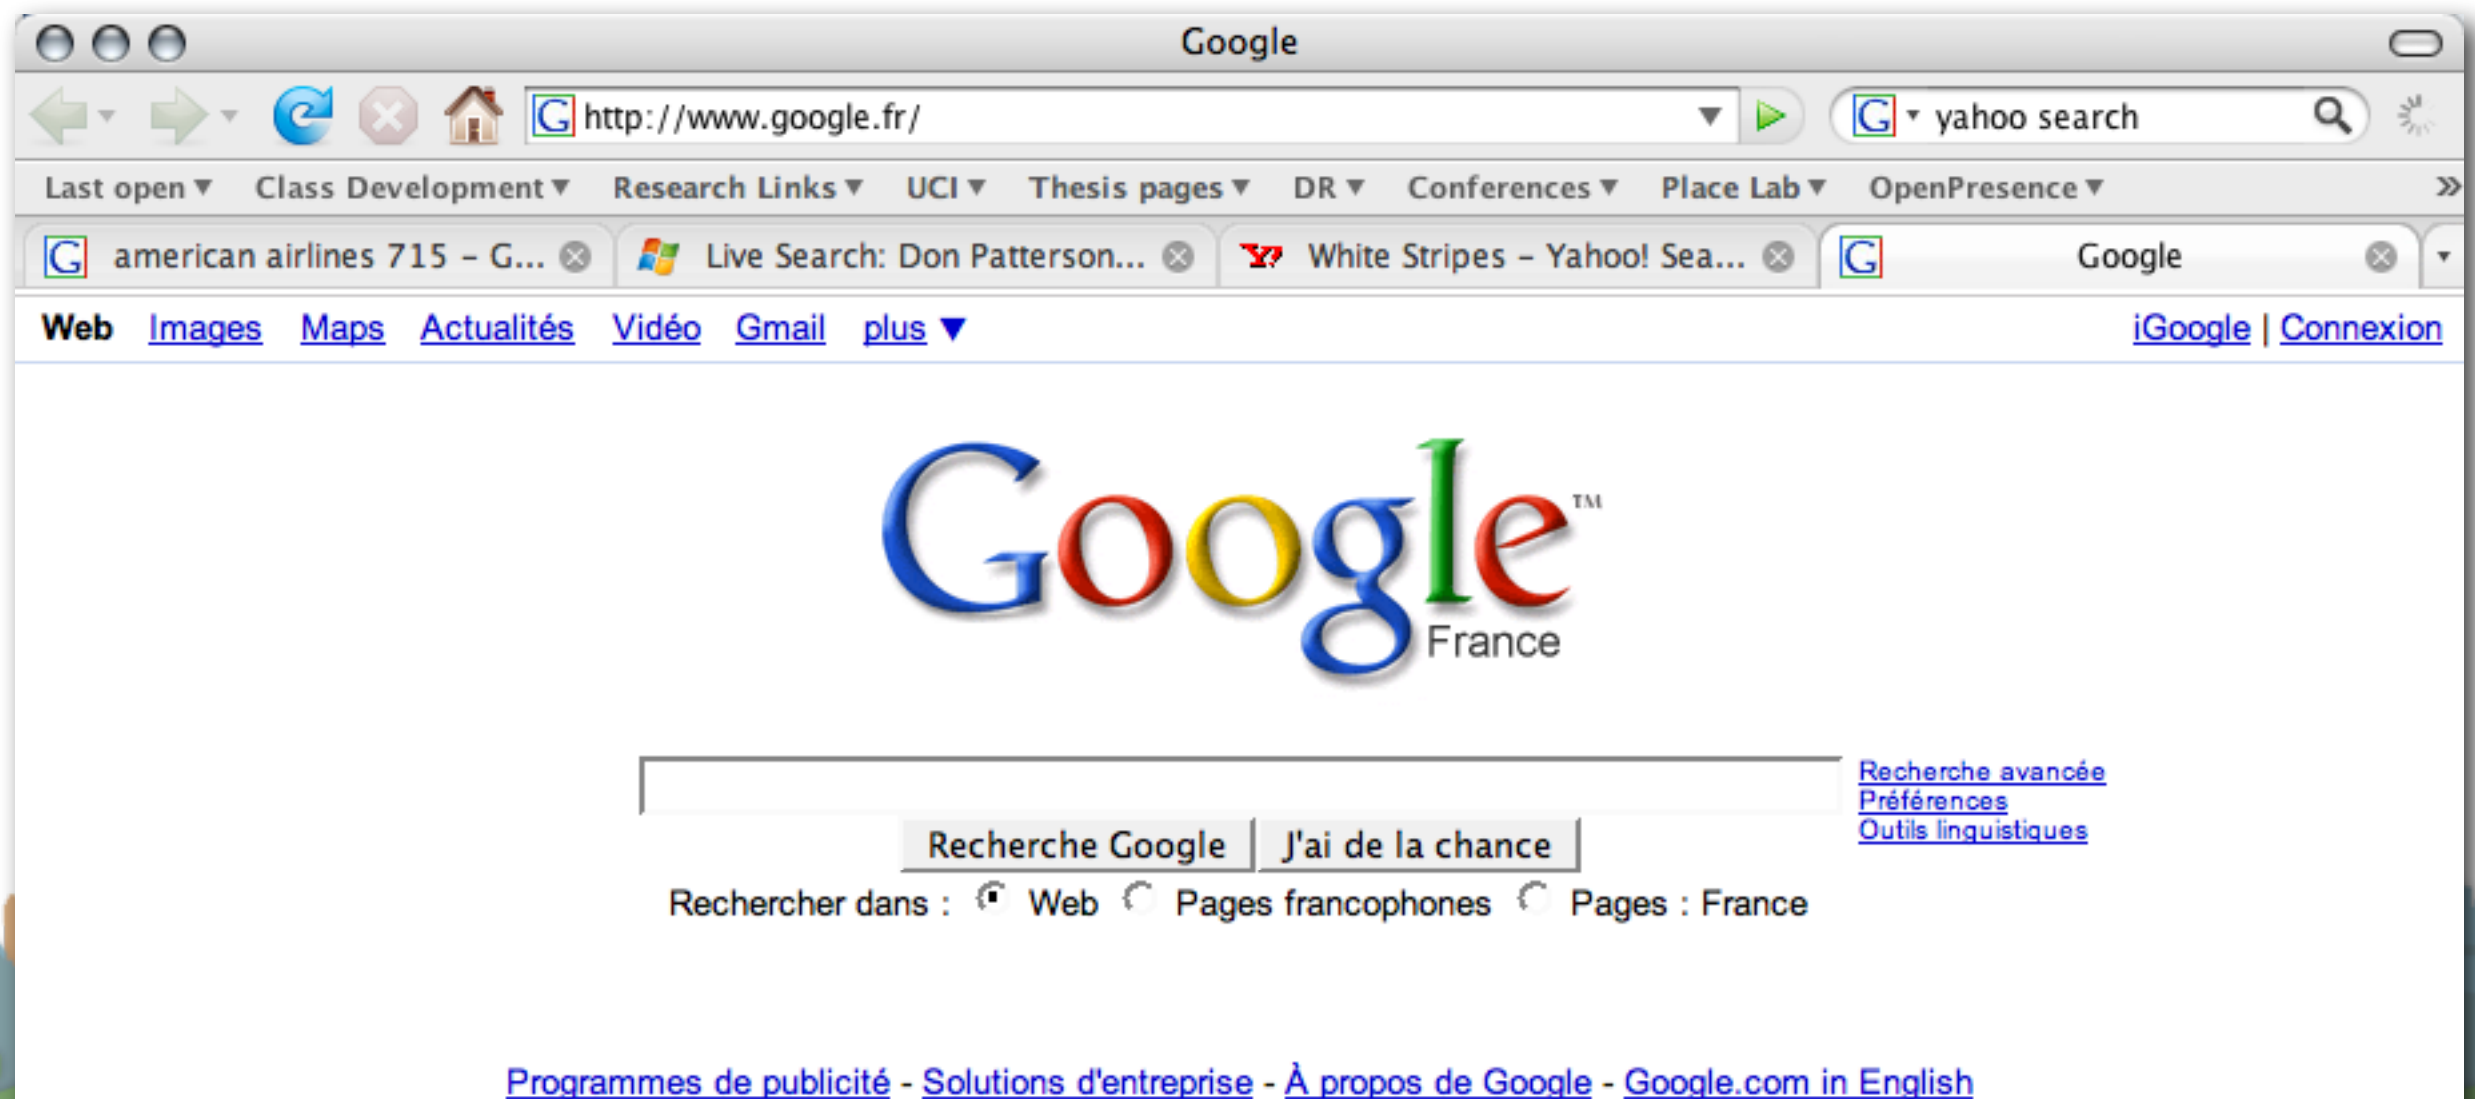 Google
http://www.google.fr/ yahoo search
Last open Class Development Research Links UCI Thesis pages DR Conferences Place Lab OpenPresence »
american airlines 715 – G... Live Search: Don Patterson... White Stripes – Yahoo! Sea... Google
Web Images Maps Actualités Vidéo Gmail plus ▼ iGoogle | Connexion
Google™
France
Recherche avancée
Préférences
Outils linguistiques
Recherche Google J'ai de la chance
Rechercher dans : Web Pages francophones Pages : France
Programmes de publicité - Solutions d'entreprise - À propos de Google - Google.com in English